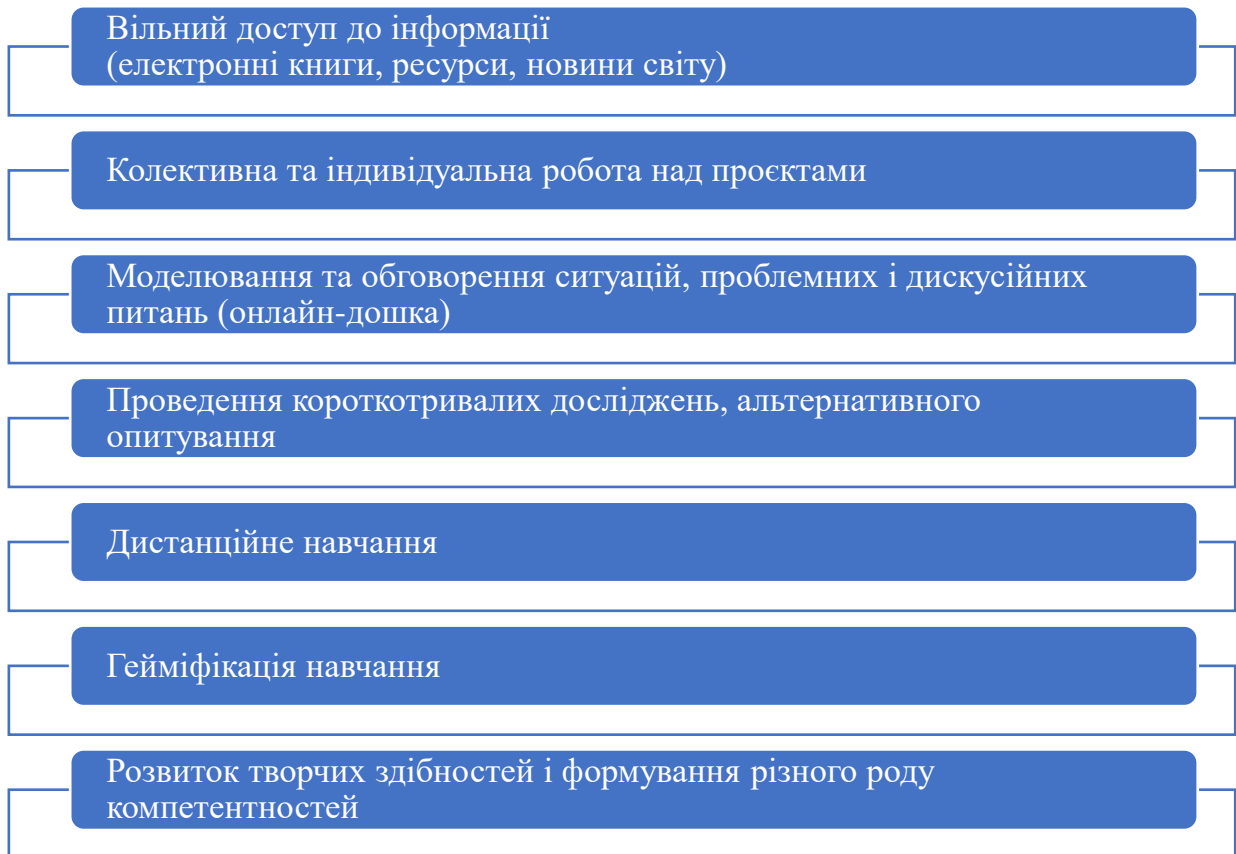 Вільний доступ до інформації
(електронні книги, ресурси, новини світу)
Колективна та індивідуальна робота над проєктами
Моделювання та обговорення ситуацій, проблемних і дискусійних
питань (онлайн-дошка)
Проведення короткотривалих досліджень, альтернативного
опитування
Дистанційне навчання
Гейміфікація навчання
Розвиток творчих здібностей і формування різного роду
компетентностей